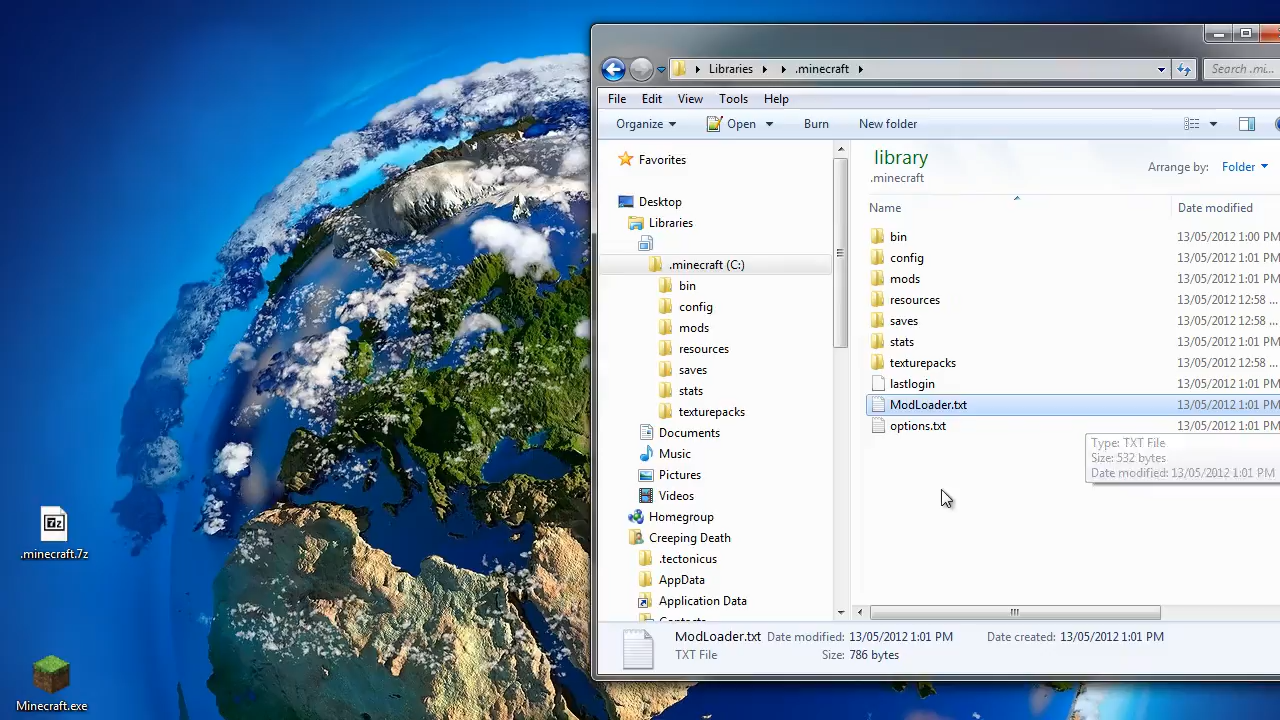 Libraries
.minecraft
Search .mi...
File Edit View Tools Help
Organize Open Burn New folder
Favorites
Desktop
Libraries
.minecraft (C:)
bin
config
mods
resources
saves
stats
texturepacks
Documents
Music
Pictures
Videos
Homegroup
Creeping Death
.tectonicus
AppData
Application Data
library
.minecraft
Arrange by: Folder
Name Date modified
bin 13/05/2012 1:00 PM
config 13/05/2012 1:01 PM
mods 13/05/2012 1:01 PM
resources 13/05/2012 12:58 ...
saves 13/05/2012 12:58 ...
stats 13/05/2012 1:01 PM
texturepacks 13/05/2012 12:58 ...
lastlogin 13/05/2012 1:01 PM
ModLoader.txt 13/05/2012 1:01 PM
options.txt 13/05/2012 1:01 PM
Type: TXT File
Size: 532 bytes
Date modified: 13/05/2012 1:01 PM
ModLoader.txt Date modified: 13/05/2012 1:01 PM Date created: 13/05/2012 1:01 PM
TXT File Size: 786 bytes
7z
.minecraft.7z
Minecraft.exe